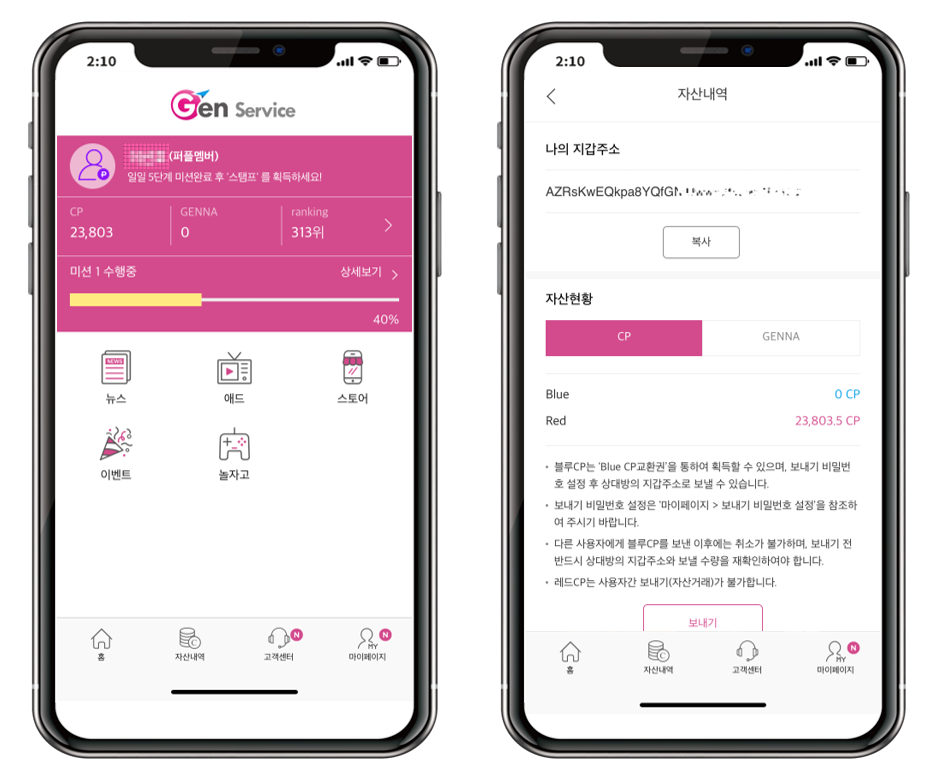 2:10
Gen Service
(퍼플멤버)
일일 5단계 미션완료 후 '스탬프' 를 획득하세요!
CP GENNA ranking
23,803 0 313위
미션 1 수행중 상세보기
40%
NEWS
뉴스 애드 스토어
이벤트 놀자고
P
N N
MY
홈 자산내역 고객센터 마이페이지
2:10
자산내역
나의 지갑주소
AZRsKwEQkpa8YQfGN
복사
자산현황
CP GENNA
Blue 0 CP
Red 23,803.5 CP
• 블루CP는 'Blue CP교환권'을 통하여 획득할 수 있으며, 보내기 비밀번
호 설정 후 상대방의 지갑주소로 보낼 수 있습니다.
• 보내기 비밀번호 설정은 '마이페이지 > 보내기 비밀번호 설정'을 참조하
여 주시기 바랍니다.
• 다른 사용자에게 블루CP를 보낸 이후에는 취소가 불가하며, 보내기 전
반드시 상대방의 지갑주소와 보낼 수량을 재확인하여야 합니다.
• 레드CP는 사용자간 보내기(자산거래)가 불가합니다.
보내기
N
MY
홈 자산내역 고객센터 마이페이지